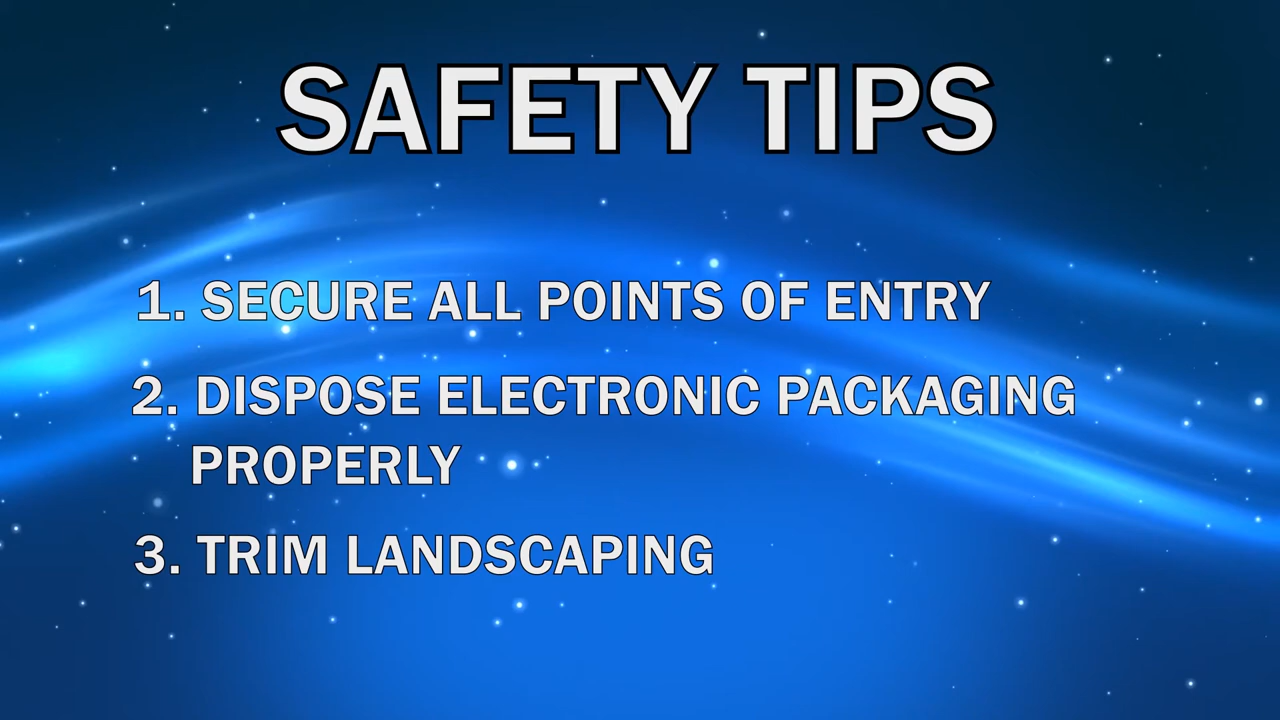 SAFETY TIPS
1. SECURE ALL POINTS OF ENTRY
2. DISPOSE ELECTRONIC PACKAGING
PROPERLY
3. TRIM LANDSCAPING